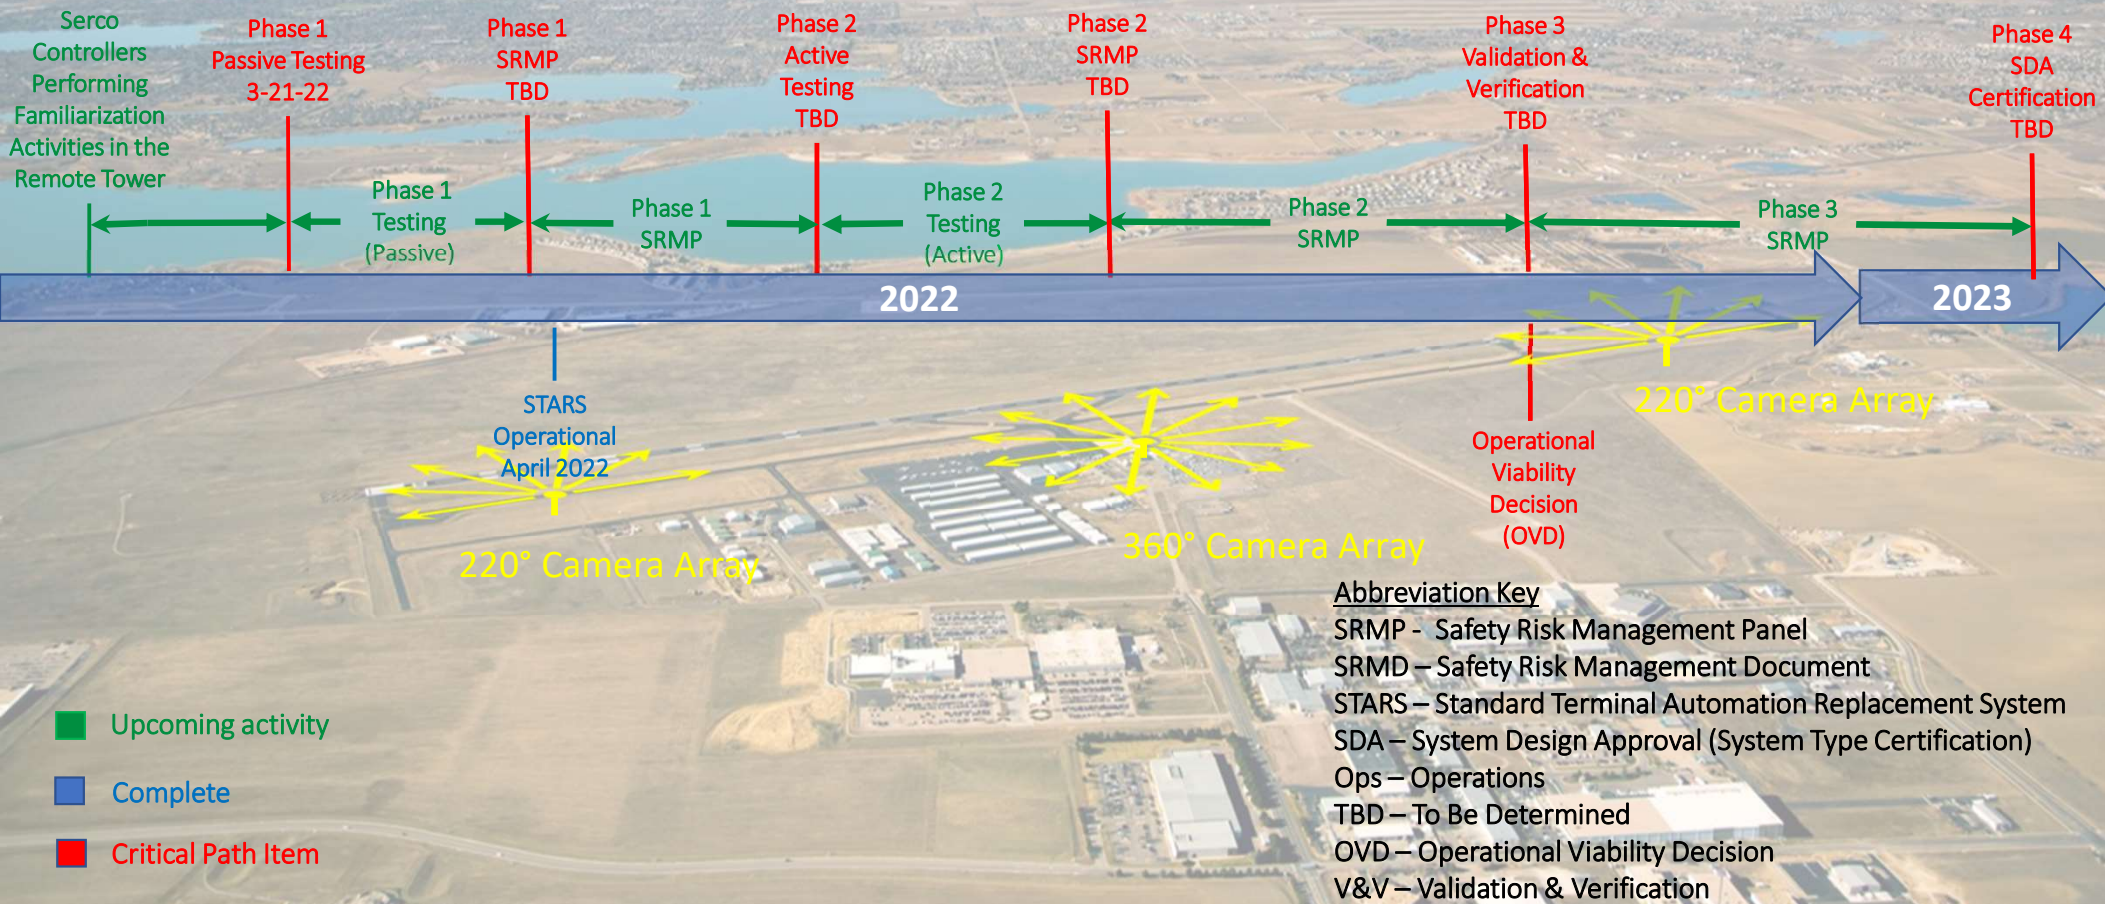 Serco
Controllers
Performing
Familiarization
Activities in the
Remote Tower
Phase 1
Passive Testing
3-21-22
Phase 1
SRMP
TBD
Phase 2
Active
Testing
TBD
Phase 2
SRMP
TBD
Phase 3
Validation &
Verification
TBD
Phase 4
SDA
Certification
TBD
Phase 1
Testing
(Passive)
Phase 1
SRMP
Phase 2
Testing
(Active)
Phase 2
SRMP
Phase 3
SRMP
2022
2023
STARS
Operational
April 2022
220° Camera Array
360° Camera Array
220° Camera Array
Operational
Viability
Decision
(OVD)
Abbreviation Key
SRMP - Safety Risk Management Panel
SRMD – Safety Risk Management Document
STARS – Standard Terminal Automation Replacement System
SDA – System Design Approval (System Type Certification)
Ops – Operations
TBD – To Be Determined
OVD – Operational Viability Decision
V&V – Validation & Verification
Upcoming activity
Complete
Critical Path Item